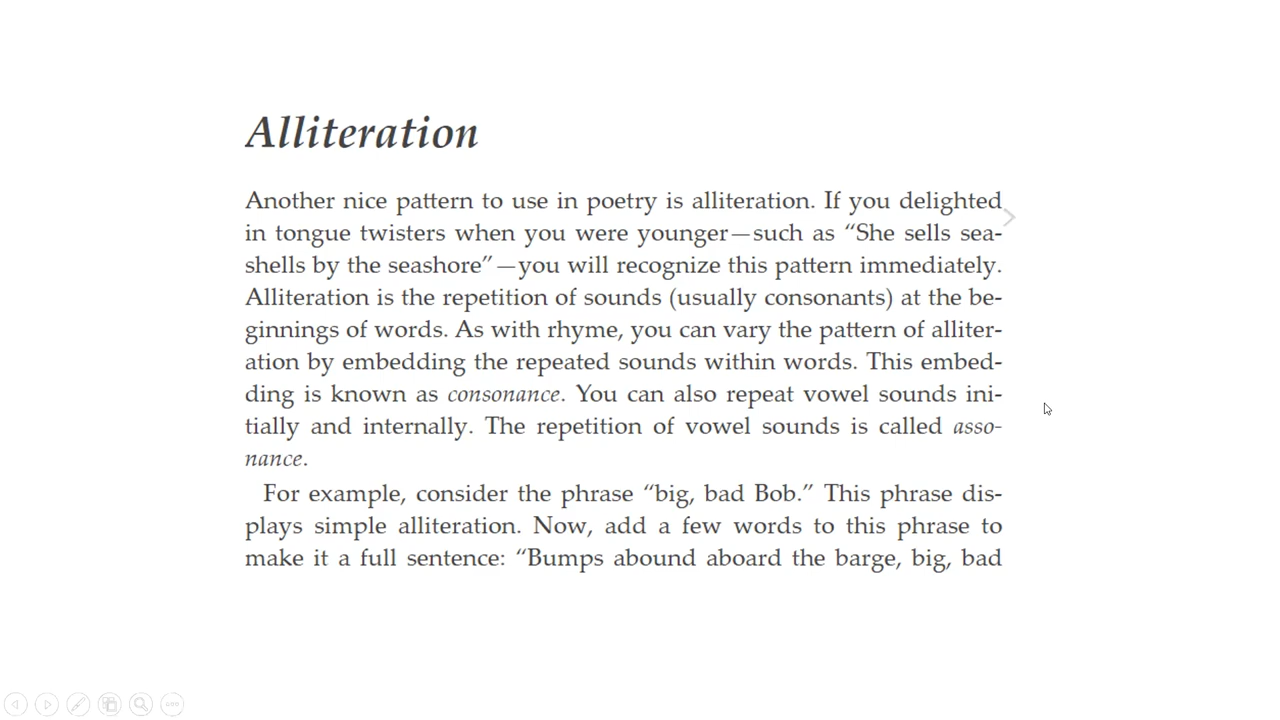 Alliteration
Another nice pattern to use in poetry is alliteration. If you delighted
in tongue twisters when you were younger—such as “She sells sea-
shells by the seashore”—you will recognize this pattern immediately.
Alliteration is the repetition of sounds (usually consonants) at the be-
ginnings of words. As with rhyme, you can vary the pattern of alliter-
ation by embedding the repeated sounds within words. This embed-
ding is known as consonance. You can also repeat vowel sounds ini-
tially and internally. The repetition of vowel sounds is called asso-
nance.
For example, consider the phrase “big, bad Bob.” This phrase dis-
plays simple alliteration. Now, add a few words to this phrase to
make it a full sentence: “Bumps abound aboard the barge, big, bad